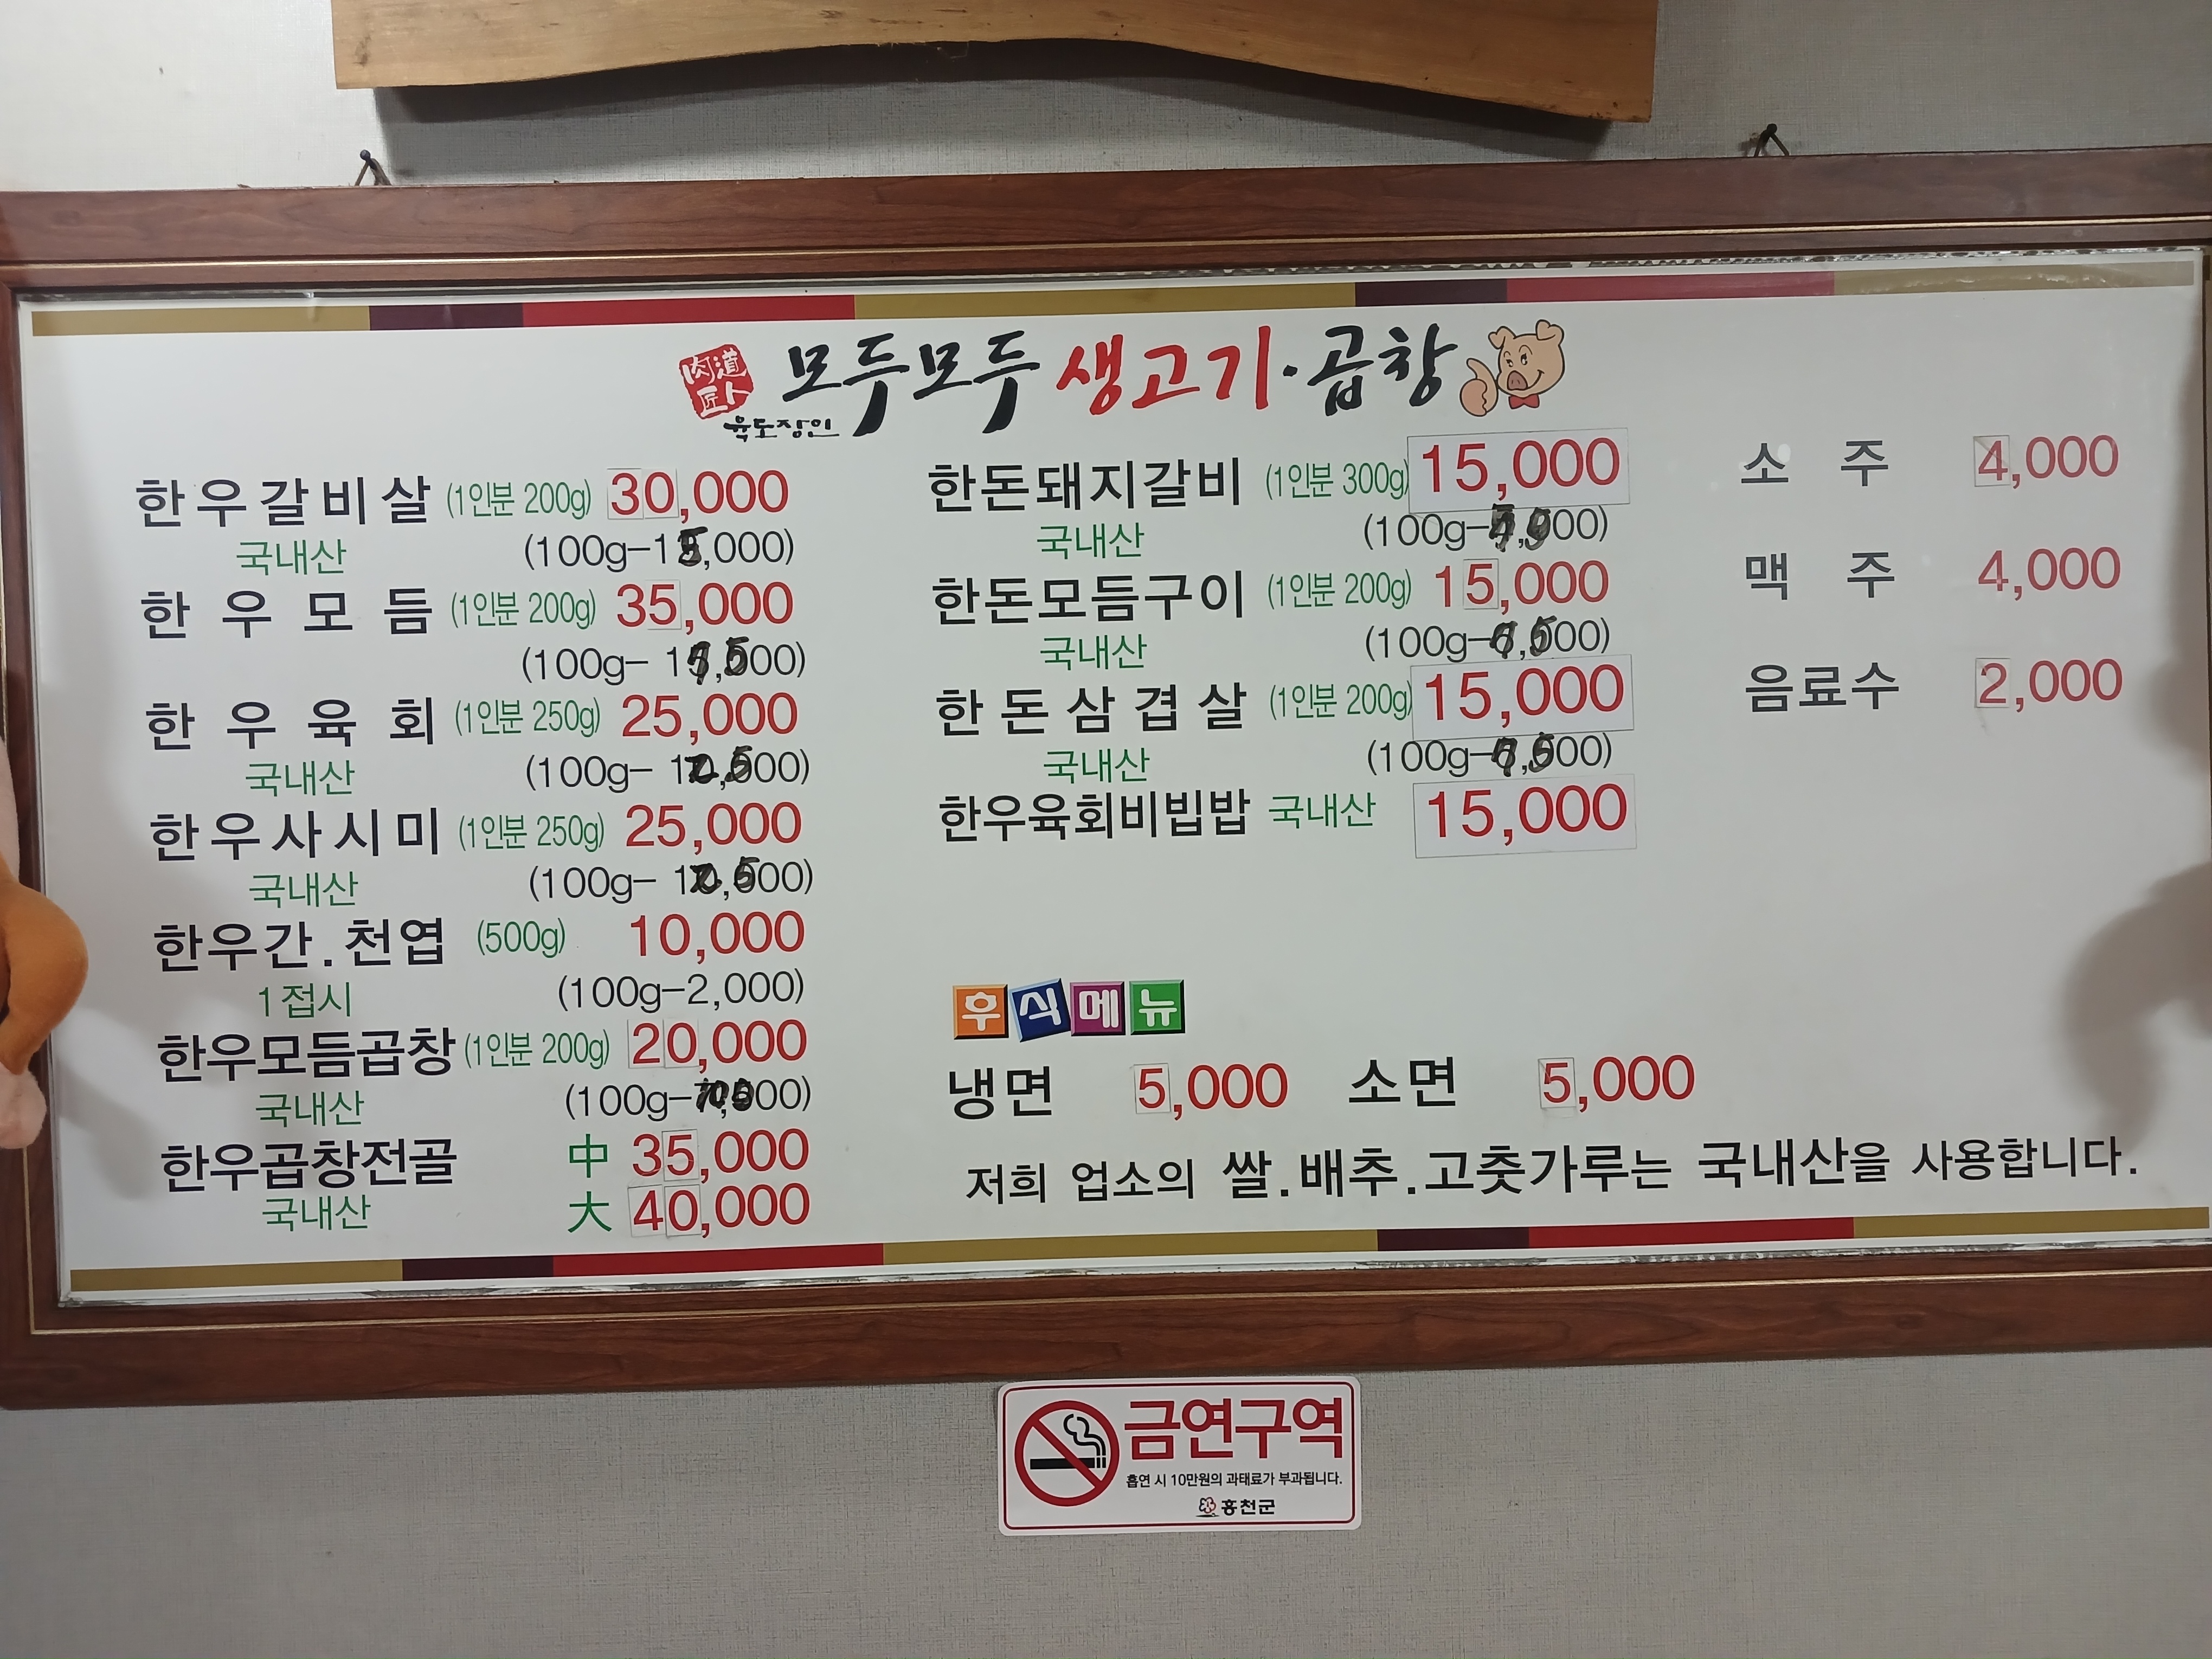 肉道
匠人
육도장인
모두모두 생고기·곱창
한우갈비살 (1인분 200g) 30,000
국내산 (100g-15,000)
한우모듬 (1인분 200g) 35,000
(100g- 17,500)
한우육회 (1인분 250g) 25,000
국내산 (100g-
한우사시미 (1인분 250g) 25,000
국내산 (100g-
한우간.천엽 (500g) 10,000
1접시 (100g-2,000)
한우모듬곱창 (1인분 200g) 20,000
국내산 (100g-
한우곱창전골 中 35,000
국내산 大 40,000
한돈돼지갈비 (1인분 300g) 15,000
국내산 (100g-
한돈모듬구이 (1인분 200g) 15,000
국내산 (100g-
한돈삼겹살 (1인분 200g) 15,000
국내산 (100g-
한우육회비빔밥 국내산 15,000
소주 4,000
맥주 4,000
음료수 2,000
후식메뉴
냉면 5,000 소면 5,000
저희 업소의 쌀.배추.고춧가루는 국내산을 사용합니다.
금연구역
흡연 시 10만원의 과태료가 부과됩니다.
홍천군